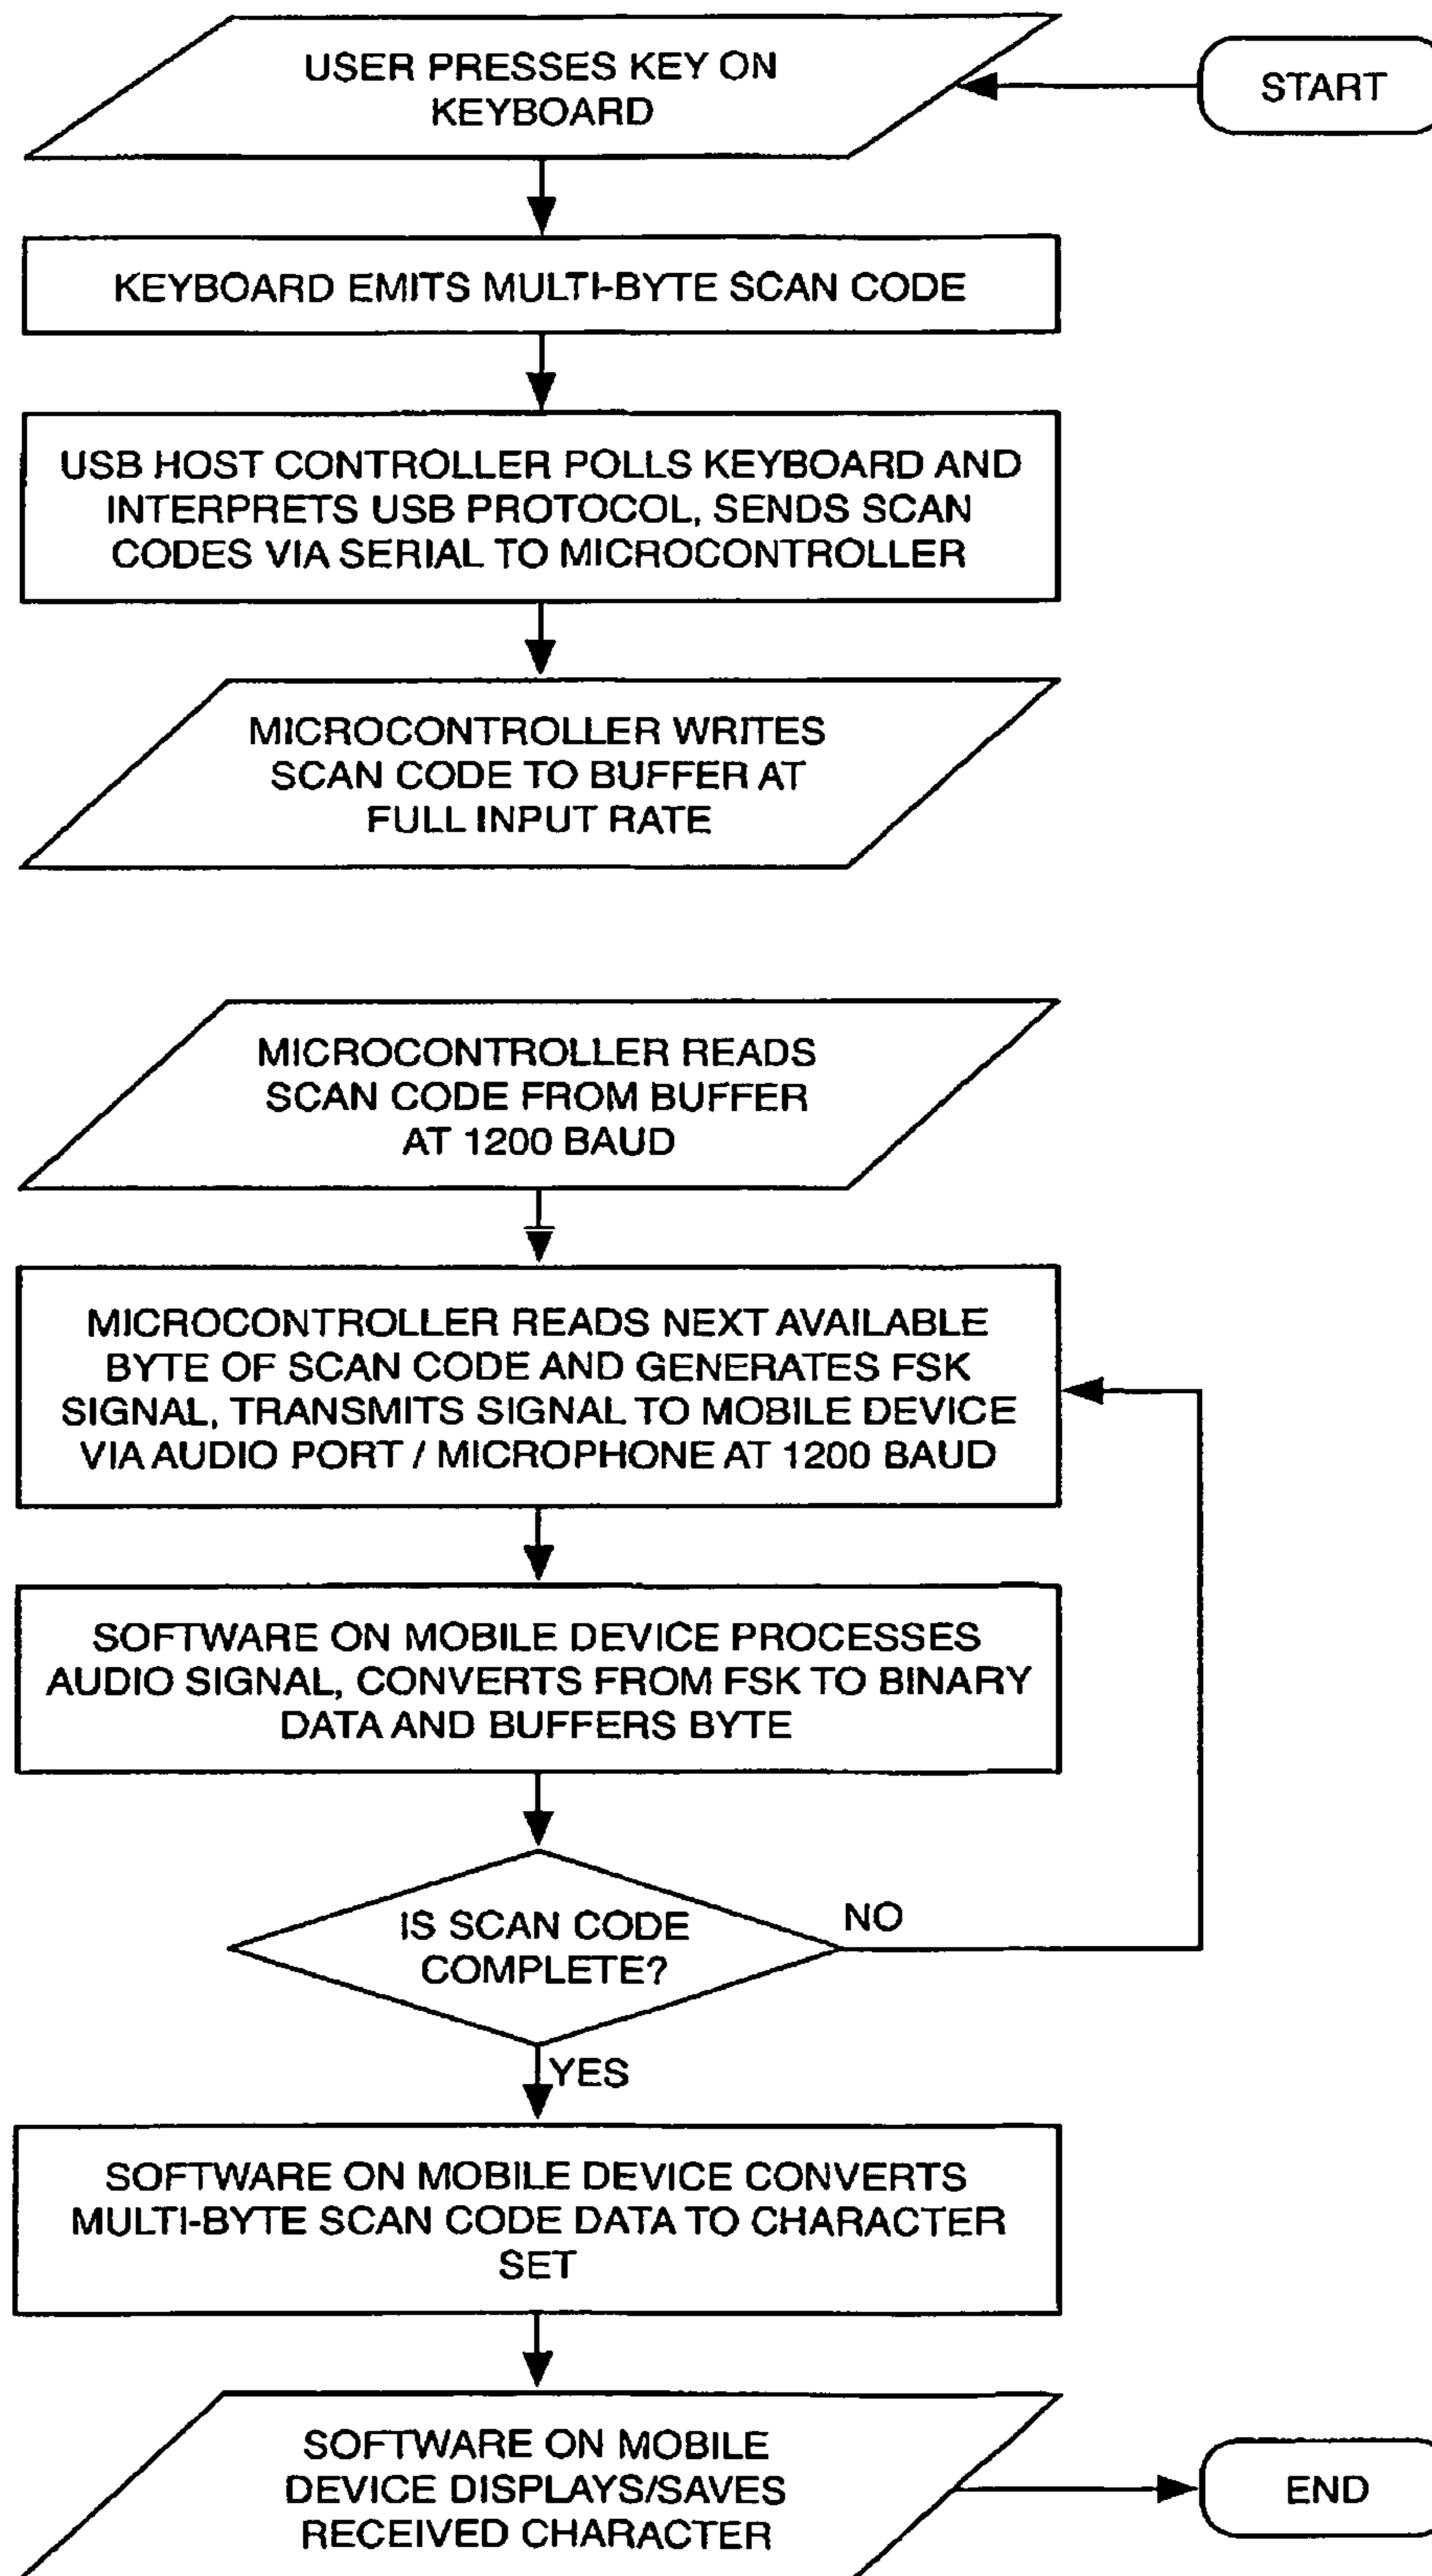 START
USER PRESSES KEY ON
KEYBOARD
KEYBOARD EMITS MULTI-BYTE SCAN CODE
USB HOST CONTROLLER POLLS KEYBOARD AND
INTERPRETS USB PROTOCOL, SENDS SCAN
CODES VIA SERIAL TO MICROCONTROLLER
MICROCONTROLLER WRITES
SCAN CODE TO BUFFER AT
FULL INPUT RATE
MICROCONTROLLER READS
SCAN CODE FROM BUFFER
AT 1200 BAUD
MICROCONTROLLER READS NEXT AVAILABLE
BYTE OF SCAN CODE AND GENERATES FSK
SIGNAL, TRANSMITS SIGNAL TO MOBILE DEVICE
VIA AUDIO PORT / MICROPHONE AT 1200 BAUD
SOFTWARE ON MOBILE DEVICE PROCESSES
AUDIO SIGNAL, CONVERTS FROM FSK TO BINARY
DATA AND BUFFERS BYTE
IS SCAN CODE
COMPLETE?
NO
YES
SOFTWARE ON MOBILE DEVICE CONVERTS
MULTI-BYTE SCAN CODE DATA TO CHARACTER
SET
SOFTWARE ON MOBILE
DEVICE DISPLAYS/SAVES
RECEIVED CHARACTER
END